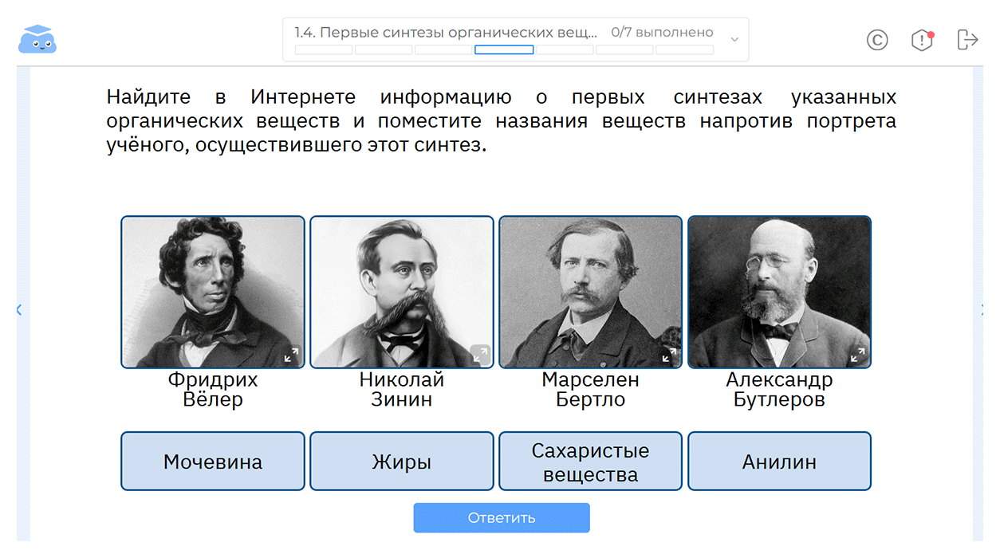 1.4. Первые синтезы органических вещ... 0/7 выполнено
Найдите в Интернете информацию о первых синтезах указанных
органических веществ и поместите названия веществ напротив портрета
учёного, осуществившего этот синтез.
Фридрих
Вёлер
Николай
Зинин
Марселен
Бертло
Александр
Бутлеров
Мочевина
Жиры
Сахаристые
вещества
Анилин
Ответить